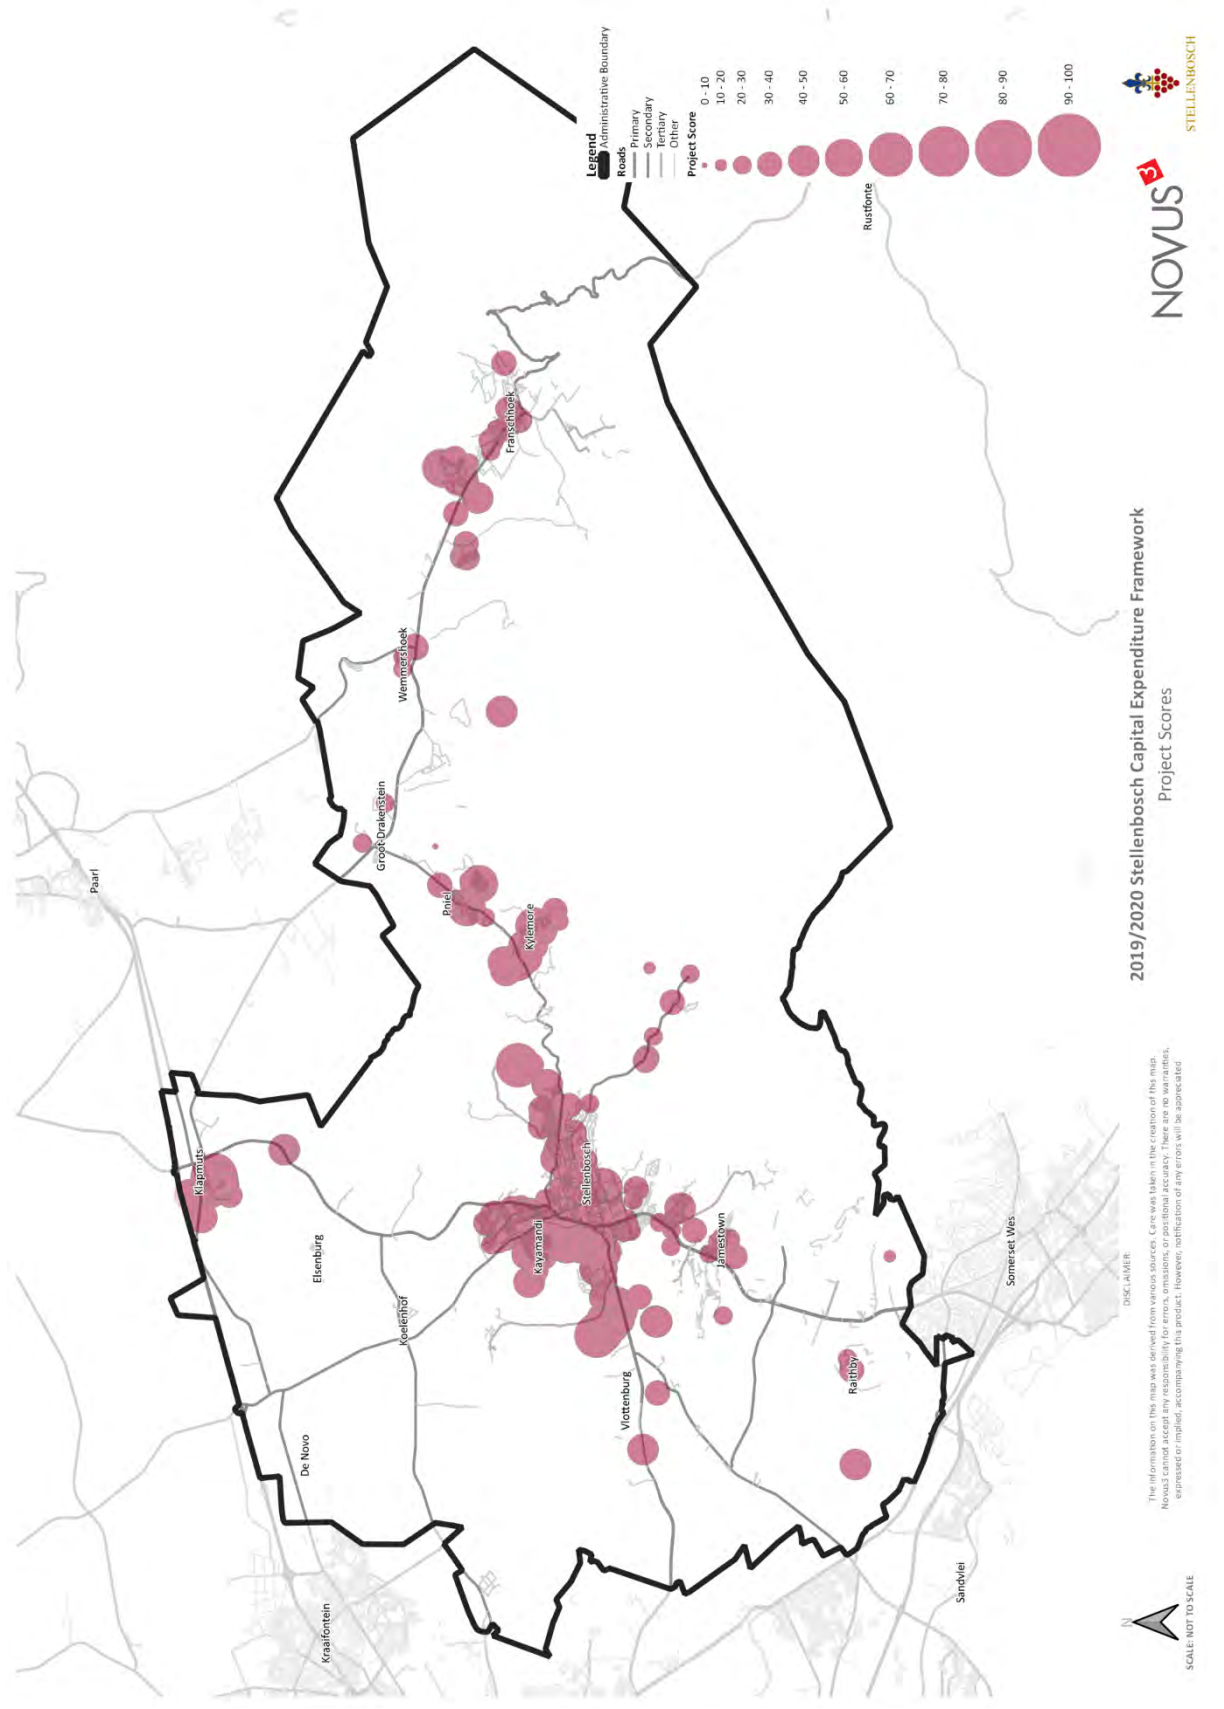 Legend
Administrative Boundary
Roads
Primary
Secondary
Tertiary
Other
Project Score
0 - 10
10 - 20
20 - 30
30 - 40
40 - 50
50 - 60
60 - 70
70 - 80
80 - 90
90 - 100
Paarl
Klapmuts
Elsenburg
De Novo
Kraaifontein
Koelenhof
Groot-Drakenstein
Wemmershoek
Franschhoek
Pniel
Kylemore
Kayamandi
Stellenbosch
Vlottenburg
Jamestown
Raithby
Rustfonte
Sandvlei
Somerset Wes
2019/2020 Stellenbosch Capital Expenditure Framework
Project Scores
N
SCALE: NOT TO SCALE
DISCLAIMER:
The information on this map was derived from various sources. Care was taken in the creation of this map.
Novus3 cannot accept any responsibility for errors, omissions, or positional accuracy. There are no warranties,
expressed or implied, accompanying this product. However, notification of any errors will be appreciated
NOVUS3
STELLENBOSCH